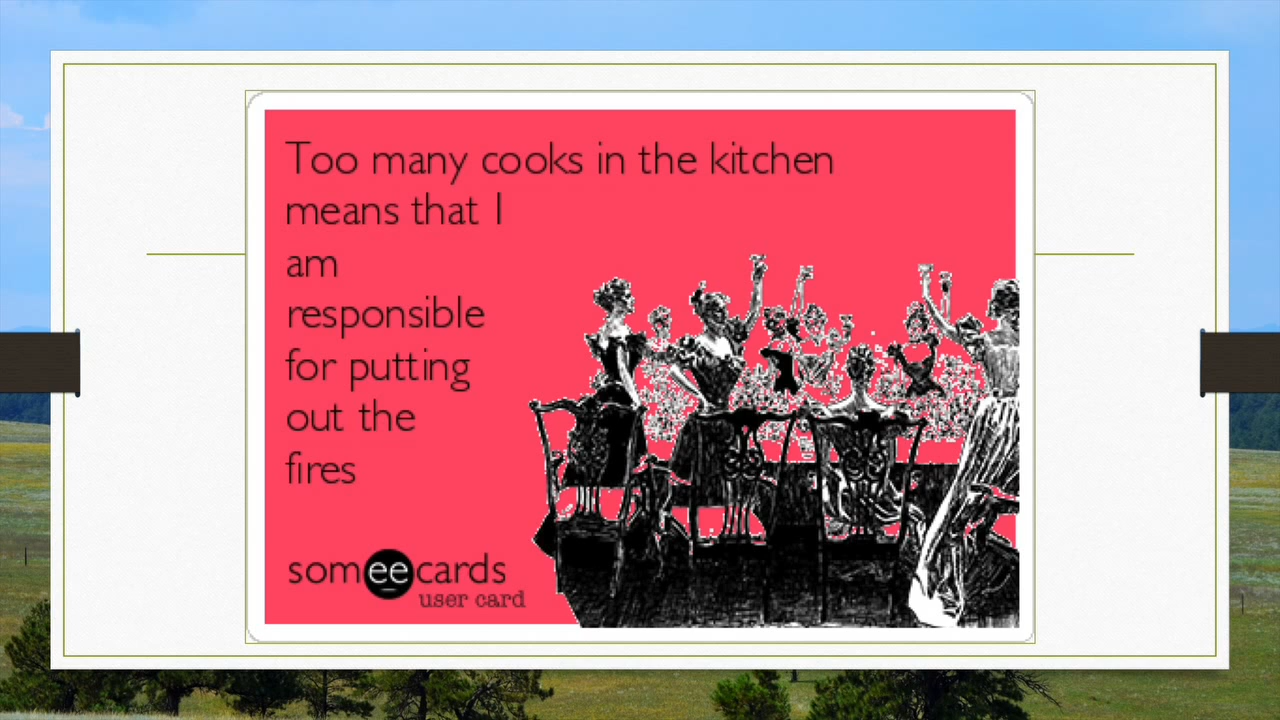 Too many cooks in the kitchen
means that I
am
responsible
for putting
out the
fires
someecards
user card